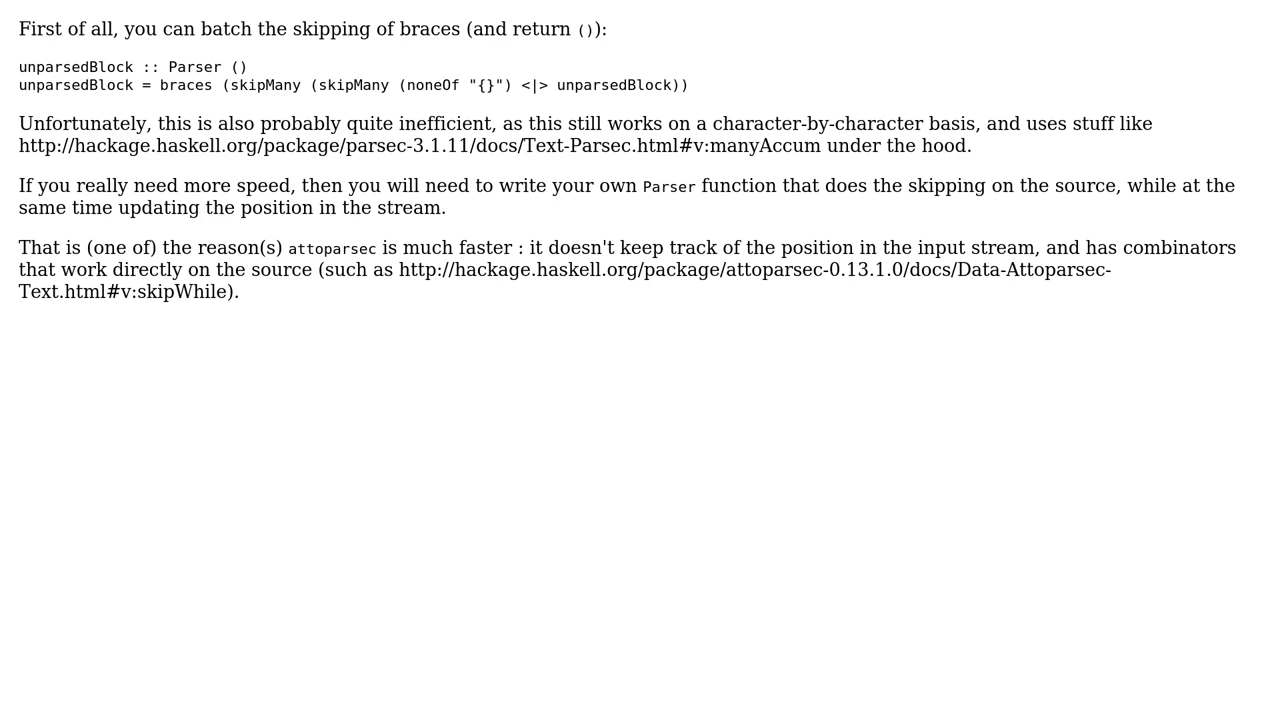 First of all, you can batch the skipping of braces (and return ()):
unparsedBlock :: Parser ()
unparsedBlock = braces (skipMany (skipMany (noneOf "{}") <|> unparsedBlock))
Unfortunately, this is also probably quite inefficient, as this still works on a character-by-character basis, and uses stuff like
http://hackage.haskell.org/package/parsec-3.1.11/docs/Text-Parsec.html#v:manyAccum under the hood.
If you really need more speed, then you will need to write your own Parser function that does the skipping on the source, while at the
same time updating the position in the stream.
That is (one of) the reason(s) attoparsec is much faster : it doesn't keep track of the position in the input stream, and has combinators
that work directly on the source (such as http://hackage.haskell.org/package/attoparsec-0.13.1.0/docs/Data-Attoparsec-
Text.html#v:skipWhile).